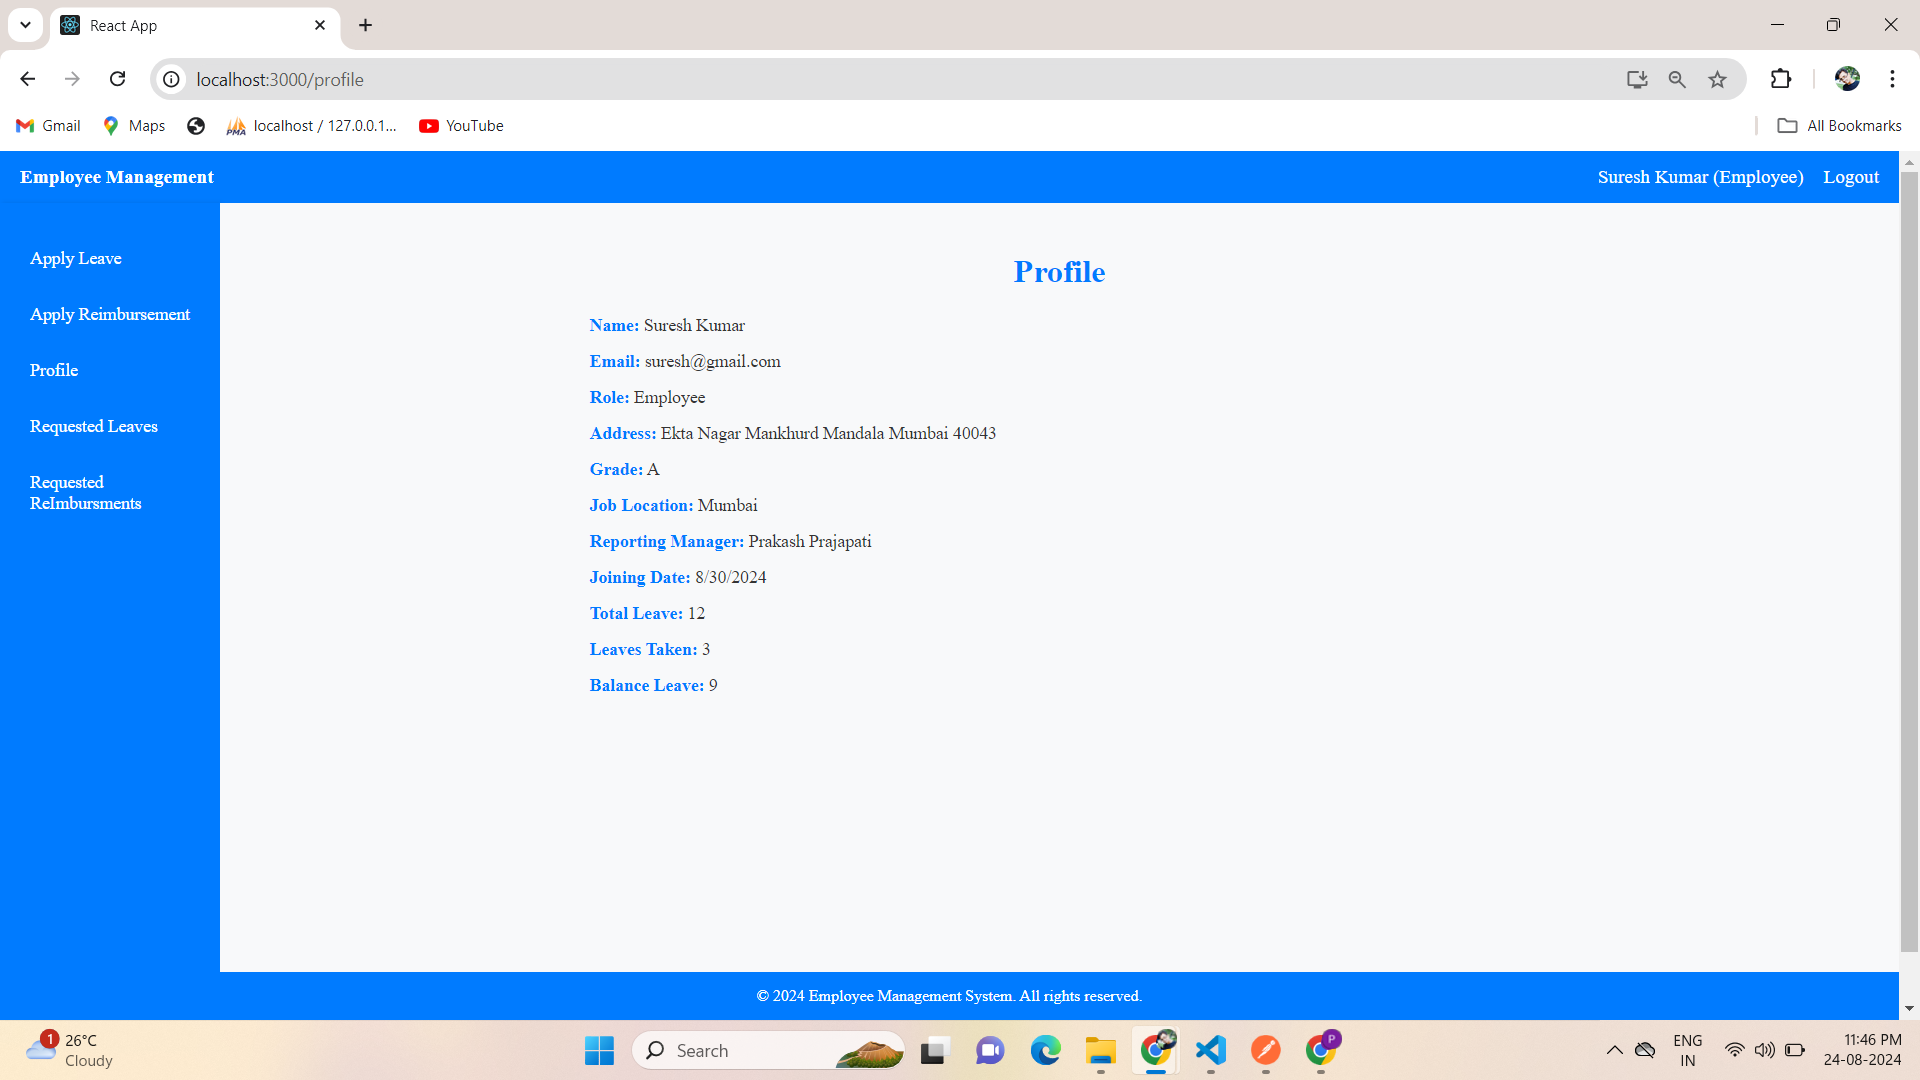 React App
localhost:3000/profile
Gmail
Maps
localhost / 127.0.0.1...
YouTube
All Bookmarks
Employee Management
Suresh Kumar (Employee)
Logout
Apply Leave
Apply Reimbursement
Profile
Requested Leaves
Requested
ReImbursments
Profile
Name: Suresh Kumar
Email: suresh@gmail.com
Role: Employee
Address: Ekta Nagar Mankhurd Mandala Mumbai 40043
Grade: A
Job Location: Mumbai
Reporting Manager: Prakash Prajapati
Joining Date: 8/30/2024
Total Leave: 12
Leaves Taken: 3
Balance Leave: 9
© 2024 Employee Management System. All rights reserved.
1
26°C
Cloudy
Search
P
ENG
IN
11:46 PM
24-08-2024
PMA